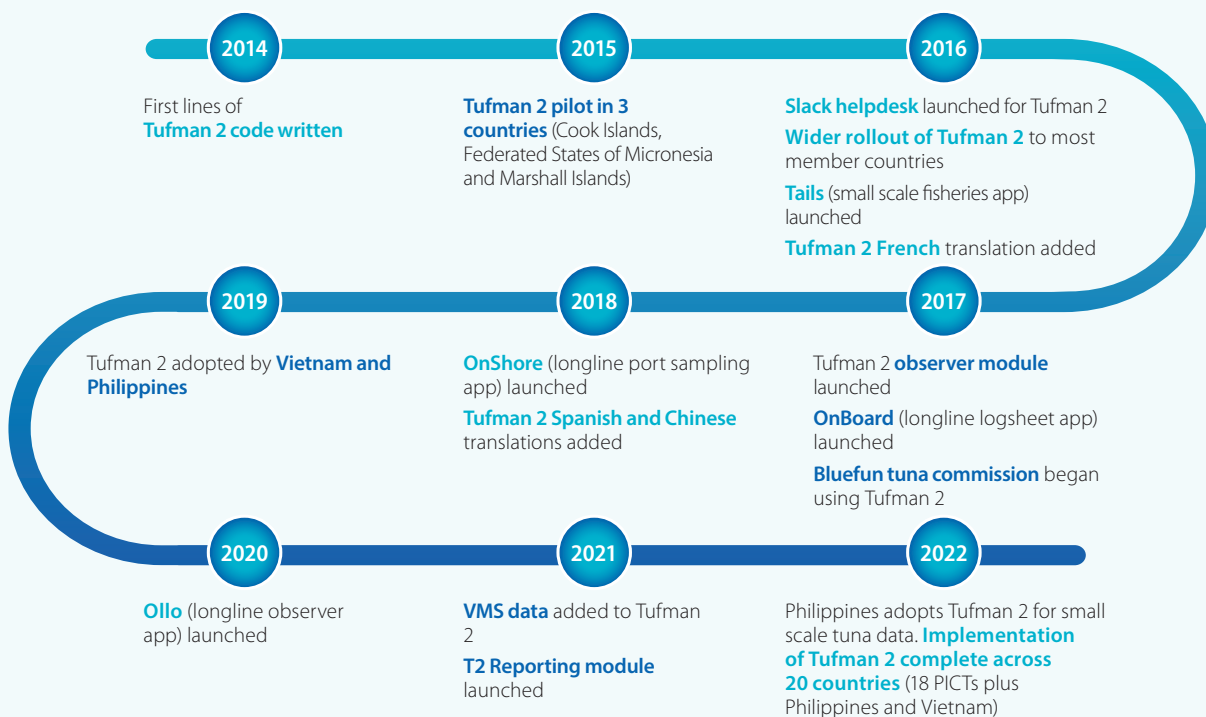 2014
First lines of
Tufman 2 code written
2015
Tufman 2 pilot in 3
countries (Cook Islands,
Federated States of Micronesia
and Marshall Islands)
2016
Slack helpdesk launched for Tufman 2
Wider rollout of Tufman 2 to most
member countries
Tails (small scale fisheries app)
launched
Tufman 2 French translation added
2017
Tufman 2 observer module
launched
OnBoard (longline logsheet app)
launched
Bluefun tuna commission began
using Tufman 2
2018
OnShore (longline port sampling
app) launched
Tufman 2 Spanish and Chinese
translations added
2019
Tufman 2 adopted by Vietnam and
Philippines
2020
Ollo (longline observer
app) launched
2021
VMS data added to Tufman
2
T2 Reporting module
launched
2022
Philippines adopts Tufman 2 for small
scale tuna data. Implementation
of Tufman 2 complete across
20 countries (18 PICTs plus
Philippines and Vietnam)